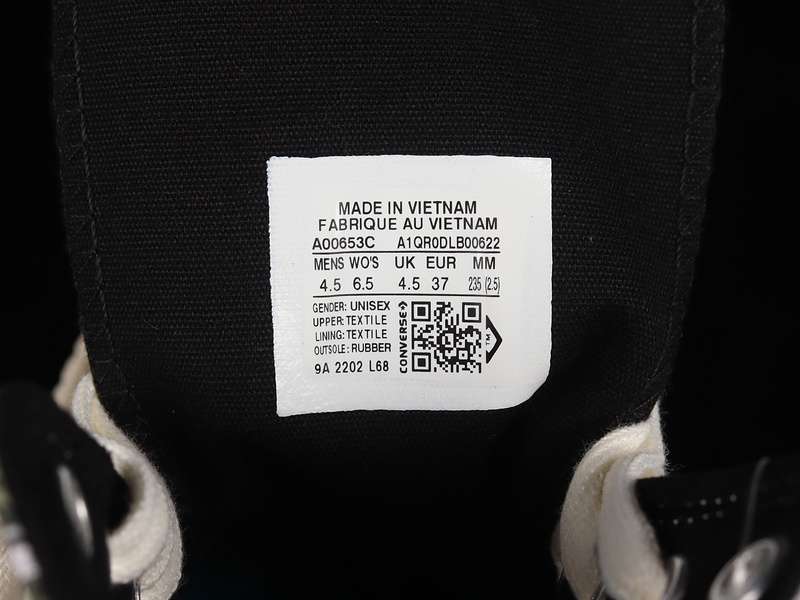 MADE IN VIETNAM
FABRIQUE AU VIETNAM
A00653C A1QR0DLB00622
MENS WO'S UK EUR MM
4.5 6.5 4.5 37 235 (2.5)
GENDER: UNISEX
UPPER: TEXTILE
LINING: TEXTILE
OUTSOLE: RUBBER
9A 2202 L68
CONVERSE
TM